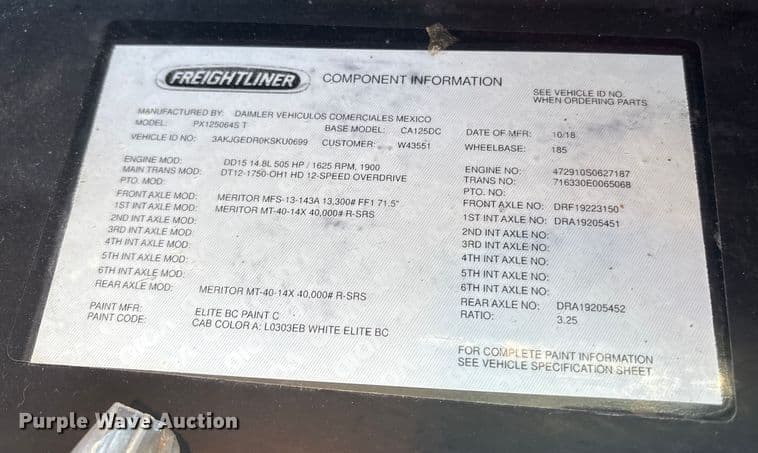 FREIGHTLINER
COMPONENT INFORMATION
SEE VEHICLE ID NO.
WHEN ORDERING PARTS
MANUFACTURED BY: DAIMLER VEHICULOS COMERCIALES MEXICO
MODEL: PX125064S T BASE MODEL: CA125DC DATE OF MFR: 10/18
VEHICLE ID NO: 3AKJGEDR0KSKU0699 CUSTOMER: W43551 WHEELBASE: 185
ENGINE MOD: DD15 14.8L 505 HP / 1625 RPM, 1900 ENGINE NO: 472910S0627187
MAIN TRANS MOD: DT12-1750-OH1 HD 12-SPEED OVERDRIVE TRANS NO: 716330E0065068
PTO. MOD: PTO. NO:
FRONT AXLE MOD: MERITOR MFS-13-143A 13,300# FF1 71.5" FRONT AXLE NO: DRF19223150*
1ST INT AXLE MOD: MERITOR MT-40-14X 40,000# R-SRS 1ST INT AXLE NO: DRA19205451
2ND INT AXLE MOD: 2ND INT AXLE NO:
3RD INT AXLE MOD: 3RD INT AXLE NO:
4TH INT AXLE MOD: 4TH INT AXLE NO:
5TH INT AXLE MOD: 5TH INT AXLE NO:
6TH INT AXLE MOD: 6TH INT AXLE NO:
REAR AXLE MOD: MERITOR MT-40-14X 40,000# R-SRS REAR AXLE NO: DRA19205452
RATIO: 3.25
PAINT MFR: ELITE BC PAINT C
PAINT CODE: CAB COLOR A: L0303EB WHITE ELITE BC
FOR COMPLETE PAINT INFORMATION
SEE VEHICLE SPECIFICATION SHEET
Purple Wave Auction